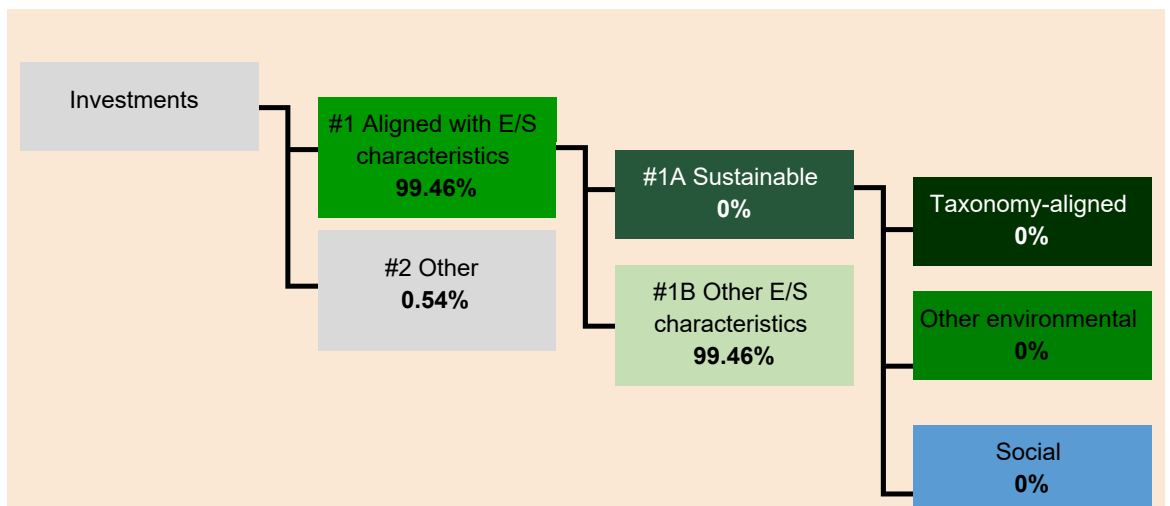 Investments
#1 Aligned with E/S
characteristics
99.46%
#2 Other
0.54%
#1A Sustainable
0%
#1B Other E/S
characteristics
99.46%
Taxonomy-aligned
0%
Other environmental
0%
Social
0%